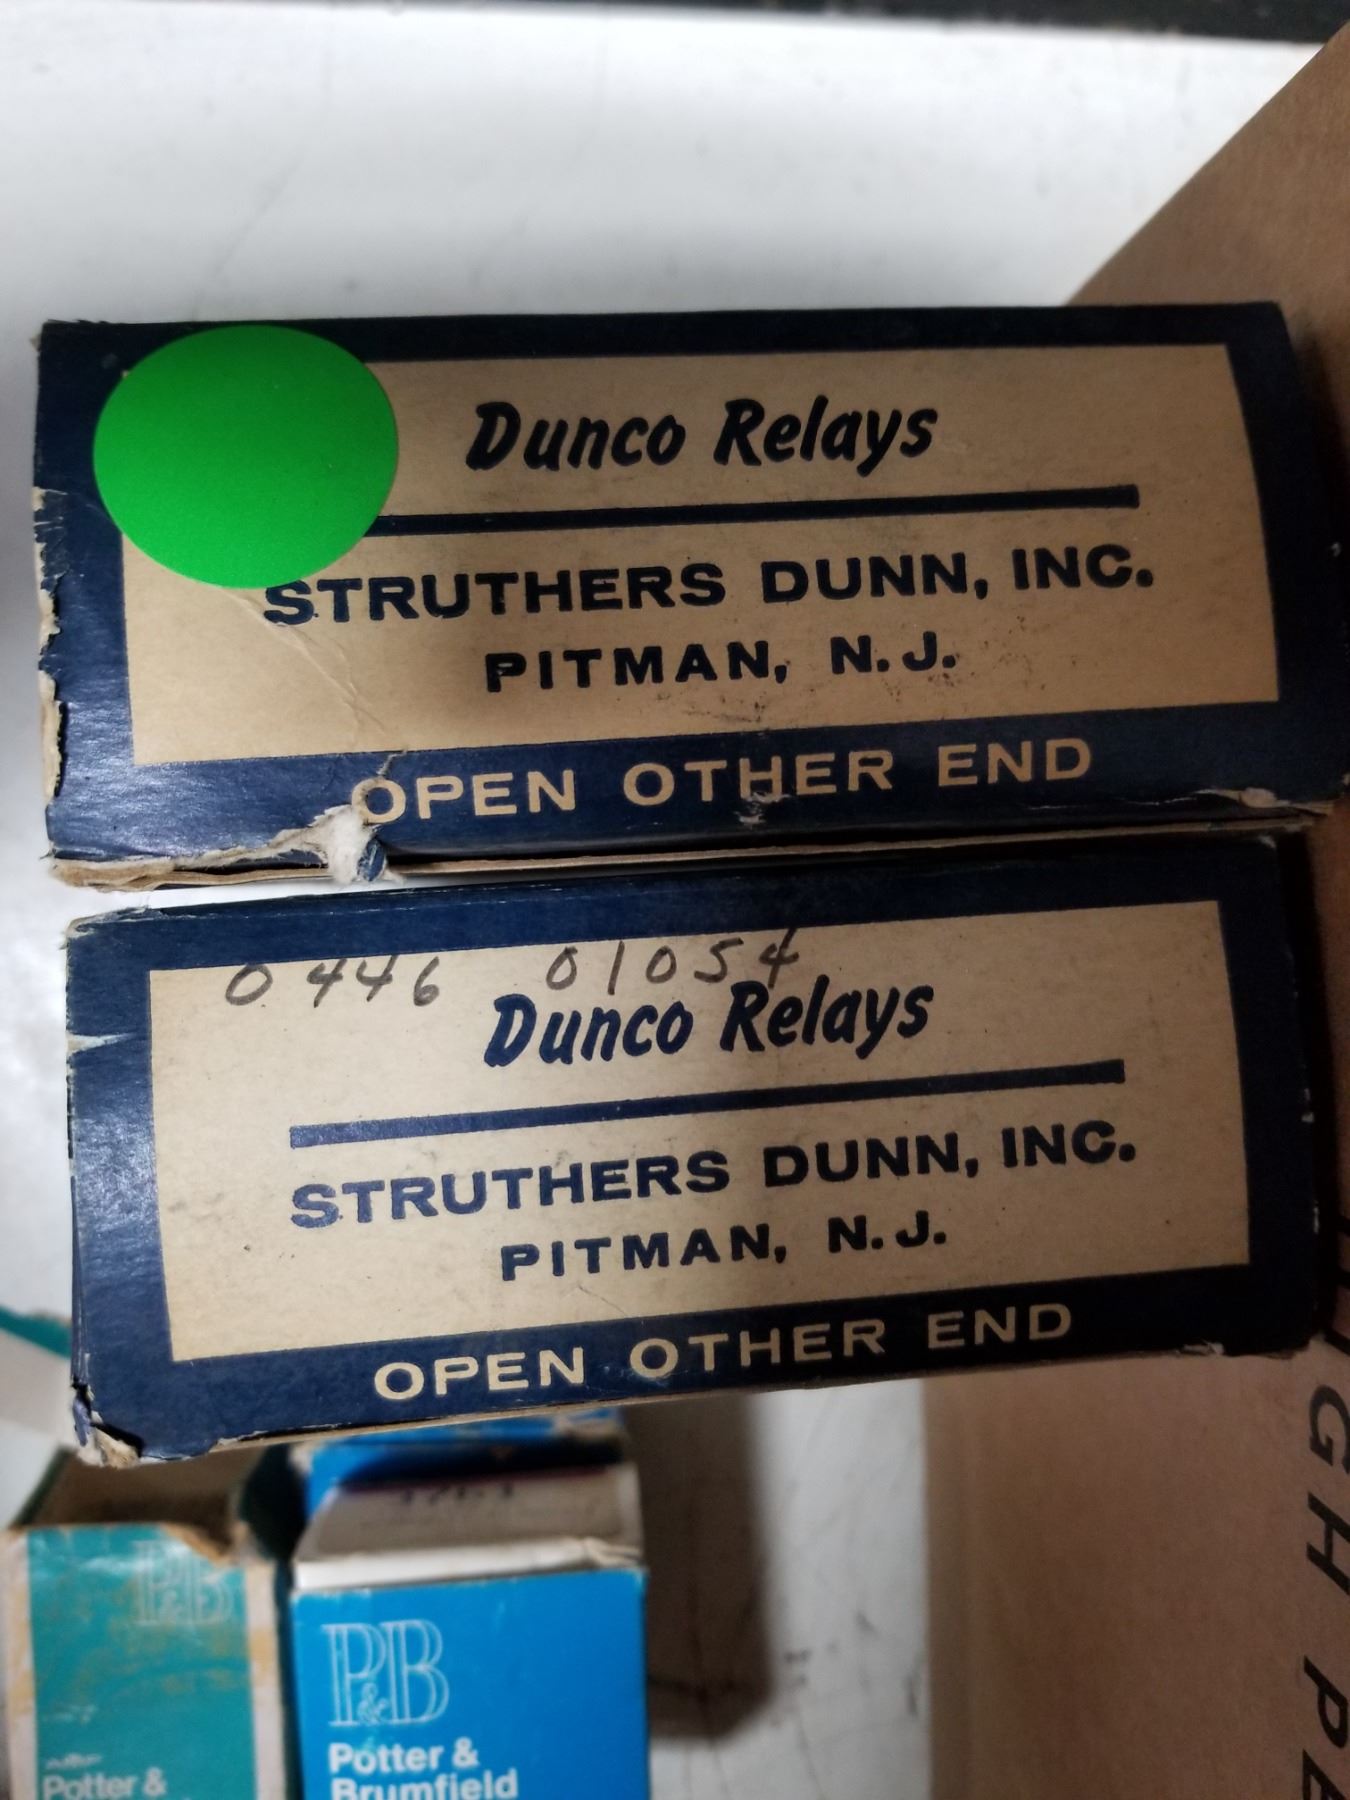 Dunco Relays
STRUTHERS DUNN, INC.
PITMAN, N.J.
OPEN OTHER END
0446 01054
Dunco Relays
STRUTHERS DUNN, INC.
PITMAN, N.J.
OPEN OTHER END
P&B
Potter &
P&B
Potter &
Brumfield